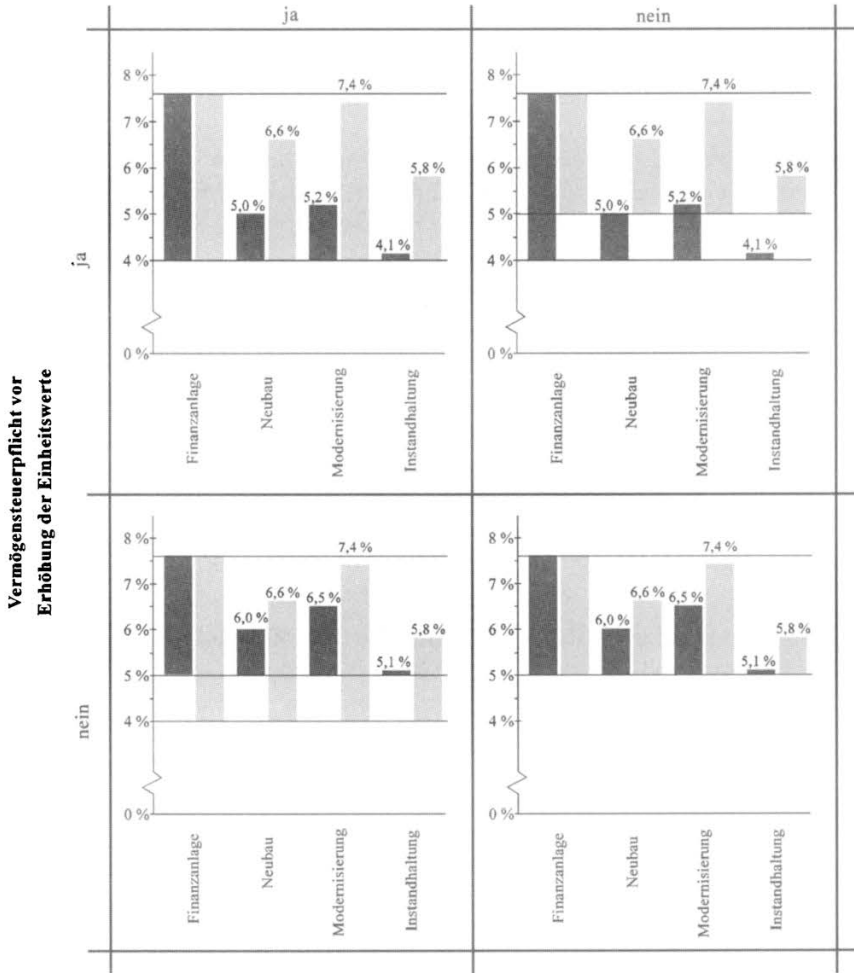 ja
nein
Vermögensteuerpflicht vor
Erhöhung der Einheitswerte
ja
8 %
7 %
6 %
5 %
4 %
0 %
7,4 %
6,6 %
5,0 %
5,2 %
5,8 %
4,1 %
Finanzanlage
Neubau
Modernisierung
Instandhaltung
8 %
7 %
6 %
5 %
4 %
0 %
7,4 %
6,6 %
5,0 %
5,2 %
5,8 %
4,1 %
Finanzanlage
Neubau
Modernisierung
Instandhaltung
nein
8 %
7 %
6 %
5 %
4 %
0 %
7,4 %
6,0 %
6,6 %
6,5 %
5,8 %
5,1 %
Finanzanlage
Neubau
Modernisierung
Instandhaltung
8 %
7 %
6 %
5 %
4 %
0 %
7,4 %
6,0 %
6,6 %
6,5 %
5,8 %
5,1 %
Finanzanlage
Neubau
Modernisierung
Instandhaltung